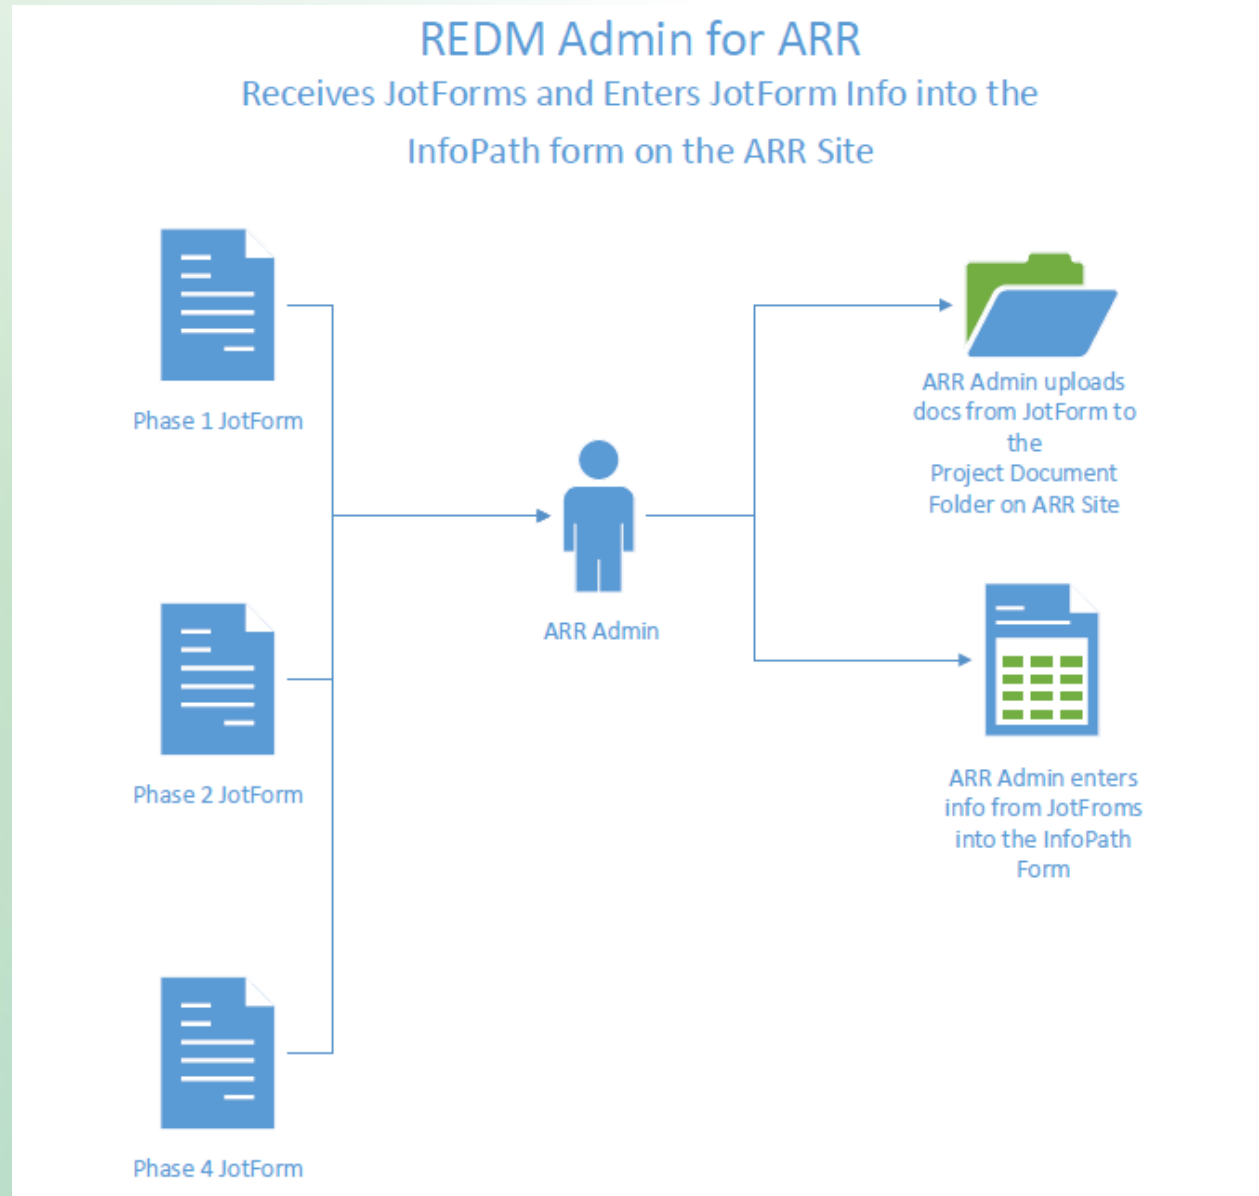 REDM Admin for ARR
Receives JotForms and Enters JotForm Info into the
InfoPath form on the ARR Site
Phase 1 JotForm
ARR Admin uploads
docs from JotForm to
the
Project Document
Folder on ARR Site
ARR Admin
Phase 2 JotForm
ARR Admin enters
info from JotFroms
into the InfoPath
Form
Phase 4 JotForm